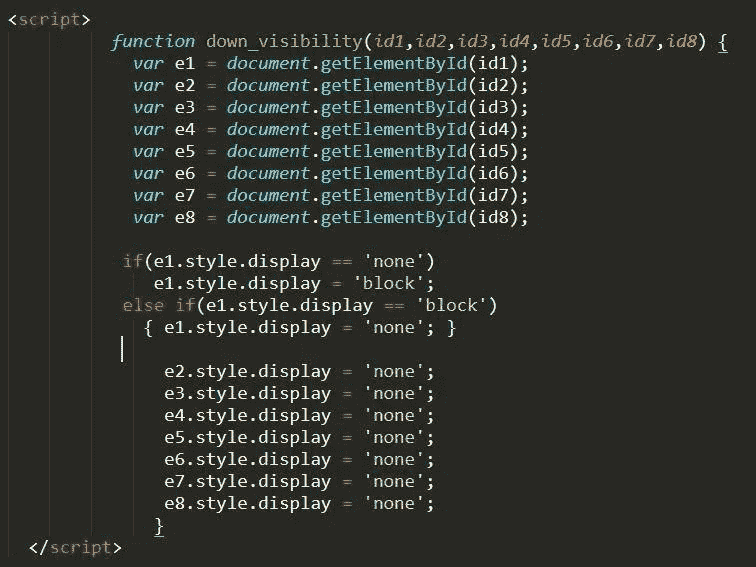 <script>
function down_visibility(id1,id2,id3,id4,id5,id6,id7,id8) {
var e1 = document.getElementById(id1);
var e2 = document.getElementById(id2);
var e3 = document.getElementById(id3);
var e4 = document.getElementById(id4);
var e5 = document.getElementById(id5);
var e6 = document.getElementById(id6);
var e7 = document.getElementById(id7);
var e8 = document.getElementById(id8);
if(e1.style.display == 'none')
e1.style.display = 'block';
else if(e1.style.display == 'block')
{ e1.style.display = 'none'; }
e2.style.display = 'none';
e3.style.display = 'none';
e4.style.display = 'none';
e5.style.display = 'none';
e6.style.display = 'none';
e7.style.display = 'none';
e8.style.display = 'none';
}
</script>